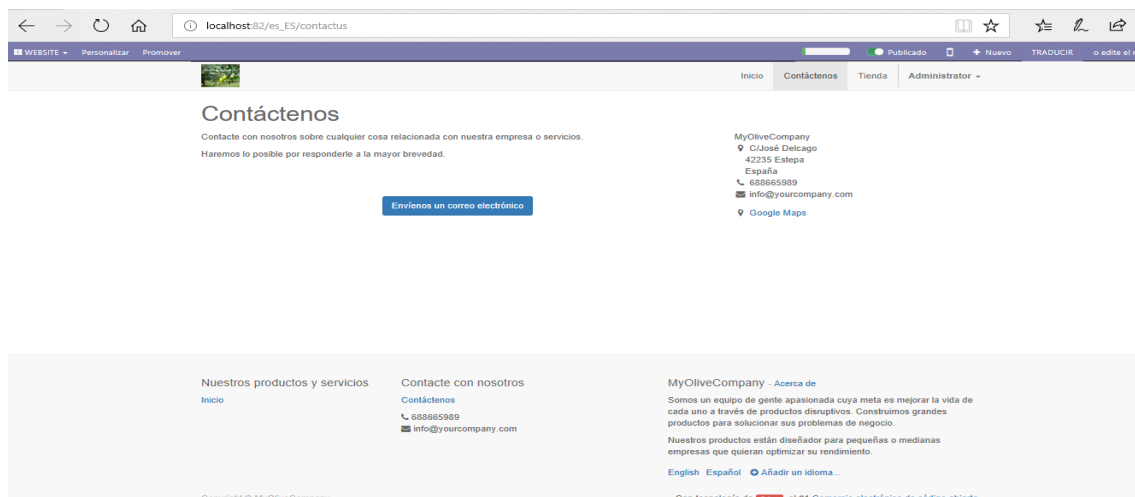 localhost:82/es_ES/contactus
WEBSITE Personalizar Promover Publicado Nuevo TRADUCIR o edite el
Inicio Contáctenos Tienda Administrator
Contáctenos
Contacte con nosotros sobre cualquier cosa relacionada con nuestra empresa o servicios.
Haremos lo posible por responderle a la mayor brevedad.
Envíenos un correo electrónico
MyOliveCompany
C/José Delcago
42235 Estepa
España
688665989
info@yourcompany.com
Google Maps
Nuestros productos y servicios
Inicio
Contacte con nosotros
Contáctenos
688665989
info@yourcompany.com
MyOliveCompany - Acerca de
Somos un equipo de gente apasionada cuya meta es mejorar la vida de
cada uno a través de productos disruptivos. Construimos grandes
productos para solucionar sus problemas de negocio.
Nuestros productos están diseñador para pequeñas o medianas
empresas que quieran optimizar su rendimiento.
English Español Añadir un idioma...